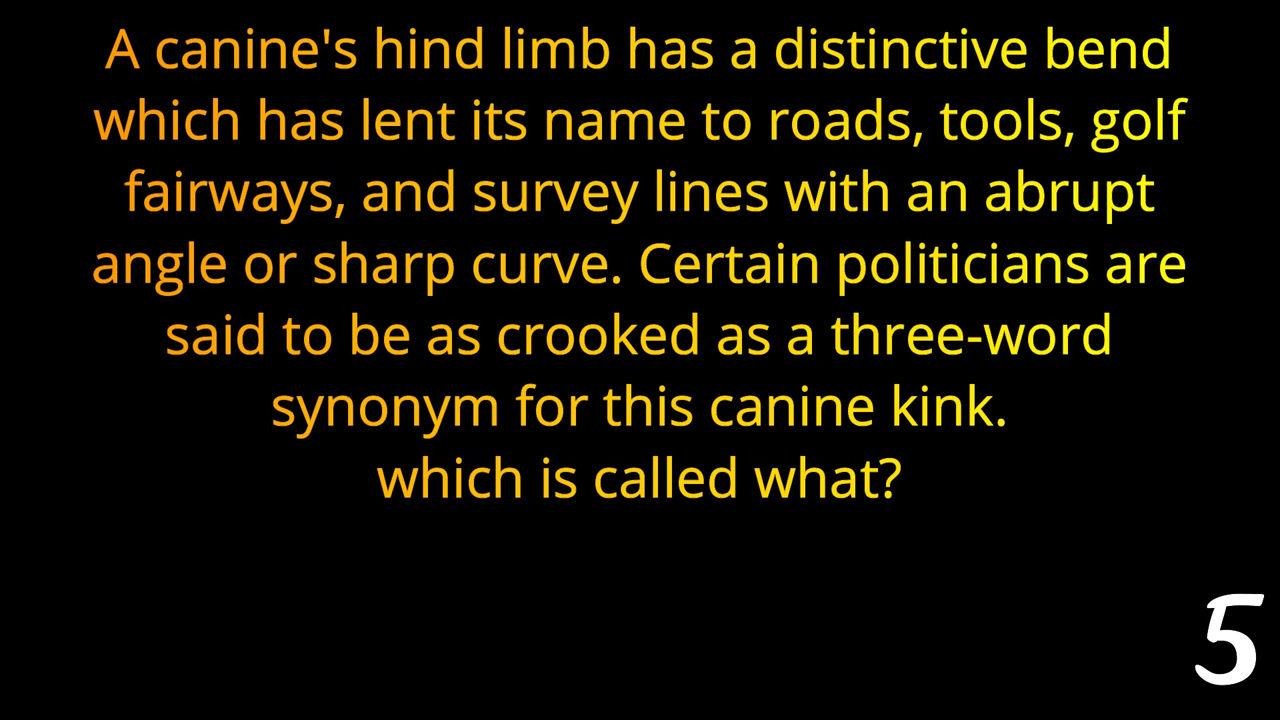 A canine's hind limb has a distinctive bend
which has lent its name to roads, tools, golf
fairways, and survey lines with an abrupt
angle or sharp curve. Certain politicians are
said to be as crooked as a three-word
synonym for this canine kink.
which is called what?
5